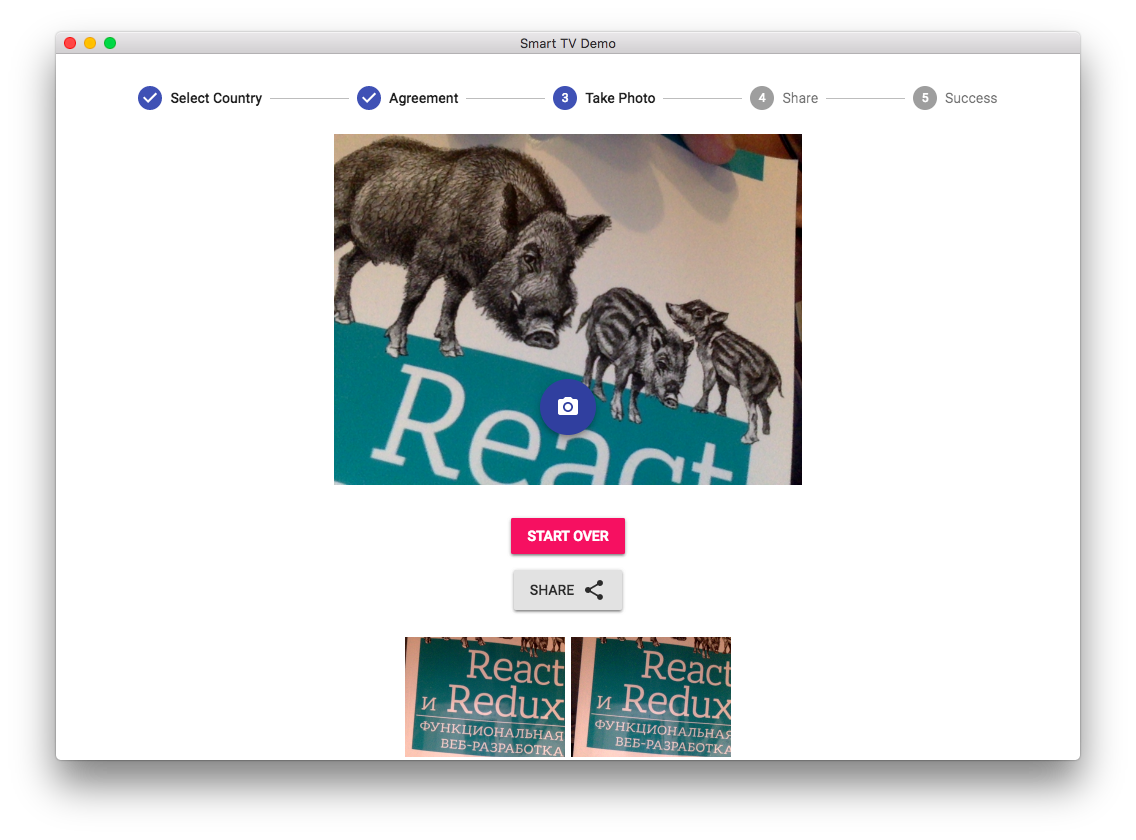 Smart TV Demo
Select Country
Agreement
3 Take Photo
4 Share
5 Success
React
START OVER
SHARE
React
и Redux
ФУНКЦИОНАЛЬНАЯ
ВЕБ-РАЗРАБОТКА
React
и Redux
ФУНКЦИОНАЛЬНАЯ
ВЕБ-РАЗРАБОТКА